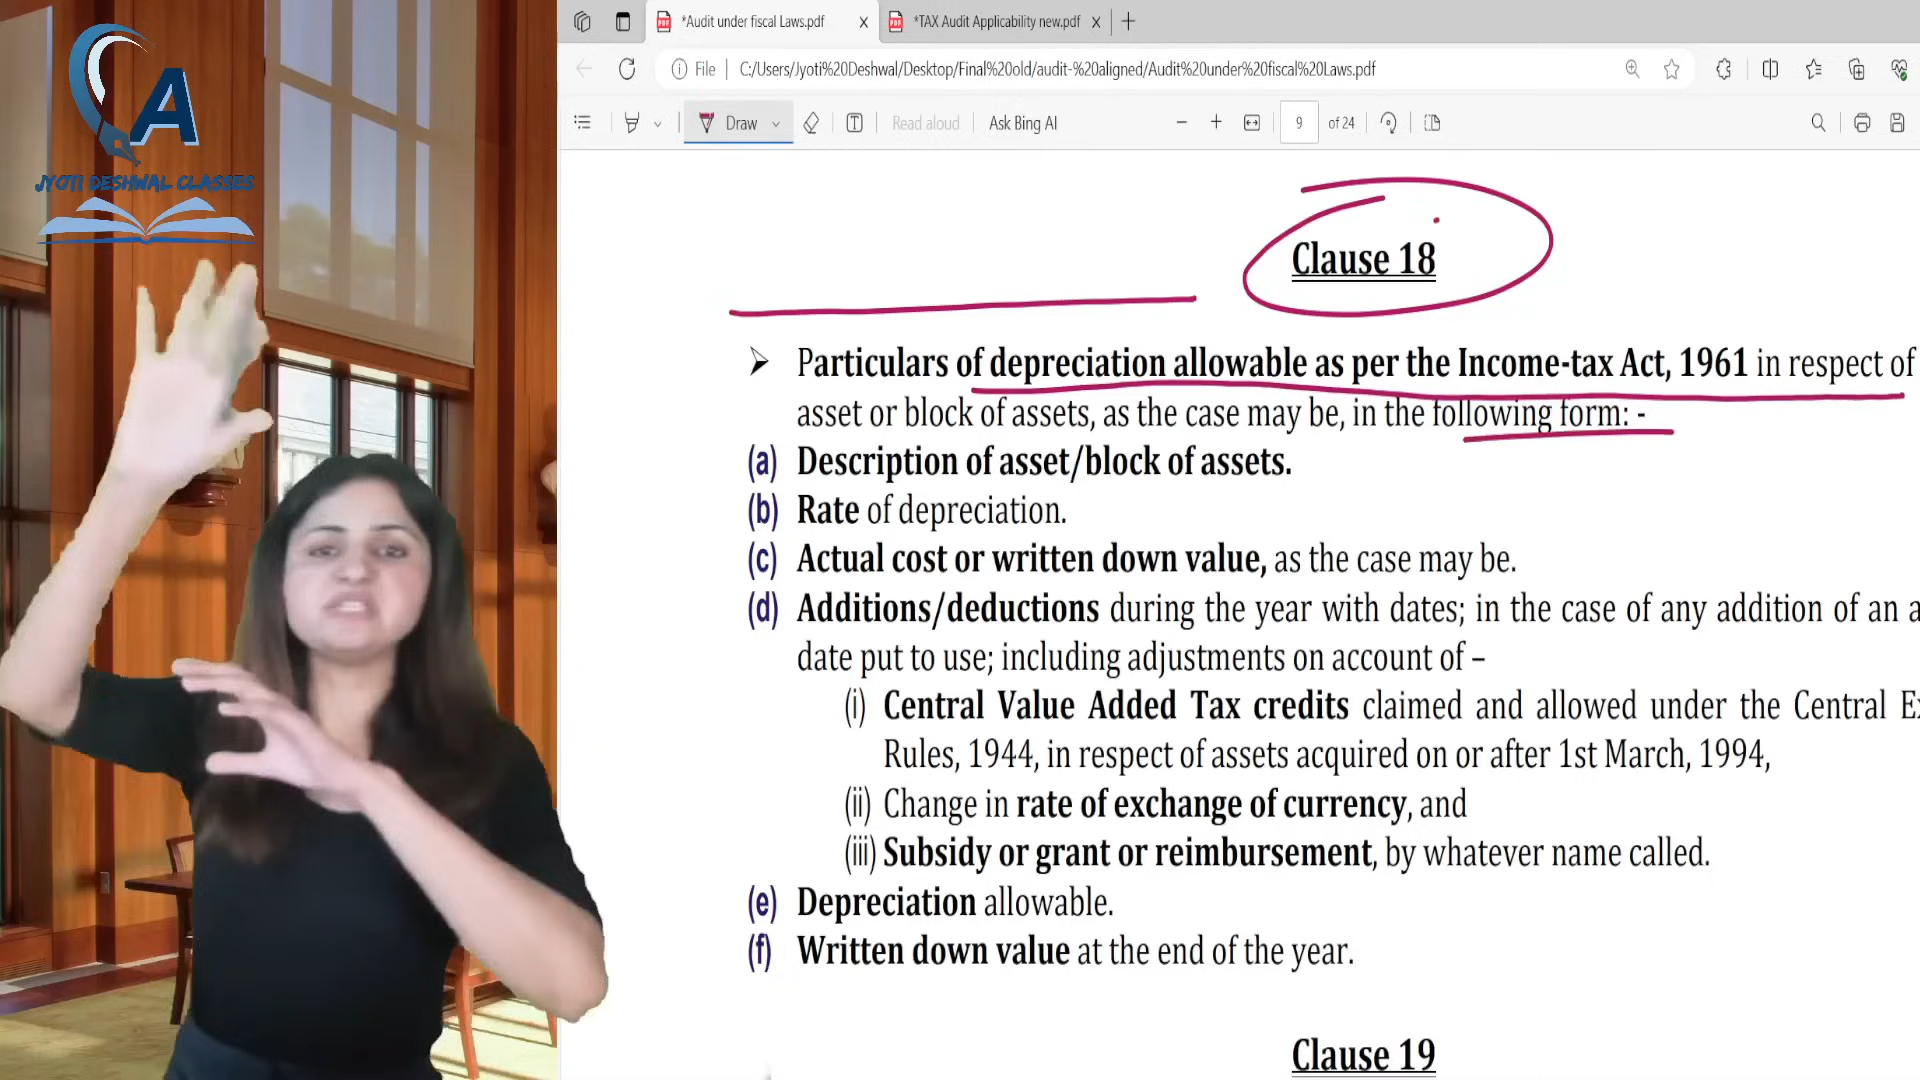 A
JYOTI DESHWAL CLASSES
*Audit under fiscal Laws.pdf
*TAX Audit Applicability new.pdf
File
C:/Users/Jyoti%20Deshwal/Desktop/Final%20old/audit-%20aligned/Audit%20under%20fiscal%20Laws.pdf
Draw
Read aloud
Ask Bing AI
9 of 24
Clause 18
Particulars of depreciation allowable as per the Income-tax Act, 1961 in respect of
asset or block of assets, as the case may be, in the following form: -
(a) Description of asset/block of assets.
(b) Rate of depreciation.
(c) Actual cost or written down value, as the case may be.
(d) Additions/deductions during the year with dates; in the case of any addition of an a
date put to use; including adjustments on account of –
(i) Central Value Added Tax credits claimed and allowed under the Central
Rules, 1944, in respect of assets acquired on or after 1st March, 1994,
(ii) Change in rate of exchange of currency, and
(iii) Subsidy or grant or reimbursement, by whatever name called.
(e) Depreciation allowable.
(f) Written down value at the end of the year.
Clause 19